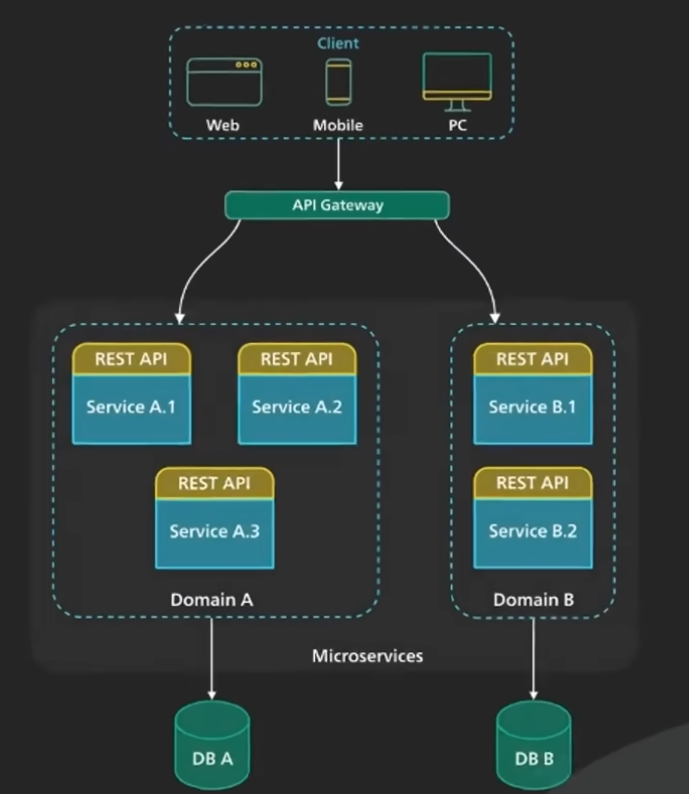 Client
Web
Mobile
PC
API Gateway
REST API
Service A.1
REST API
Service A.2
REST API
Service A.3
Domain A
REST API
Service B.1
REST API
Service B.2
Domain B
Microservices
DB A
DB B